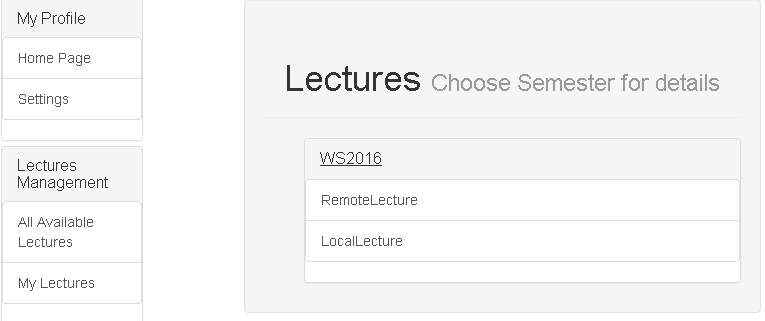 My Profile
Home Page
Settings
Lectures
Management
All Available
Lectures
My Lectures
Lectures Choose Semester for details
WS2016
RemoteLecture
LocalLecture